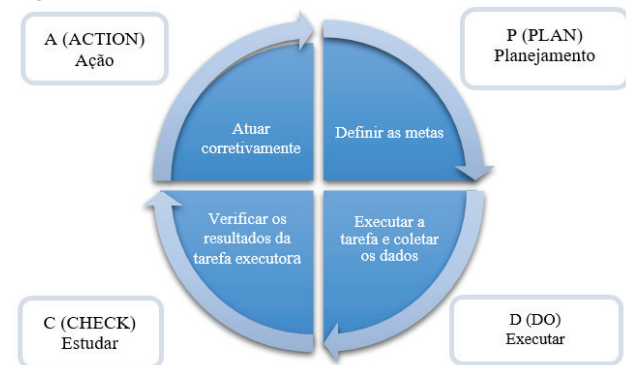 A (ACTION)
Ação
P (PLAN)
Planejamento
Atuar
corretivamente
Definir as metas
Verificar os
resultados da
tarefa executora
Executar a
tarefa e coletar
os dados
C (CHECK)
Estudar
D (DO)
Executar